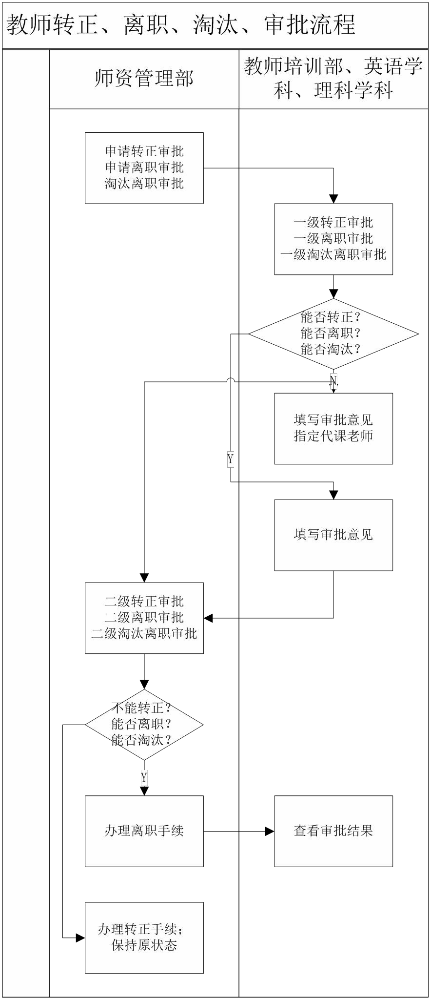 教师转正、离职、淘汰、审批流程
师资管理部
教师培训部、英语学
科、理科学科
申请转正审批
申请离职审批
淘汰离职审批
一级转正审批
一级离职审批
一级淘汰离职审批
能否转正?
能否离职?
能否淘汰?
N
填写审批意见
指定代课老师
Y
填写审批意见
二级转正审批
二级离职审批
二级淘汰离职审批
不能转正?
能否离职?
能否淘汰?
Y
办理离职手续
查看审批结果
办理转正手续;
保持原状态